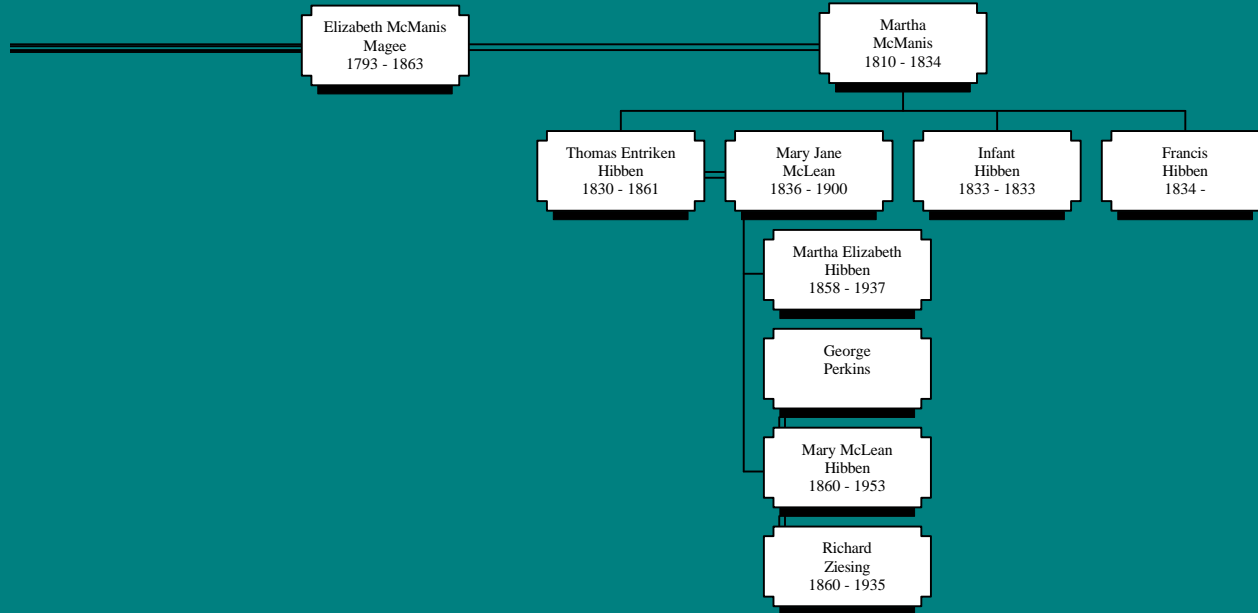 Elizabeth McManis
Magee
1793 - 1863
Martha
McManis
1810 - 1834
Thomas Entriken
Hibben
1830 - 1861
Mary Jane
McLean
1836 - 1900
Infant
Hibben
1833 - 1833
Francis
Hibben
1834 -
Martha Elizabeth
Hibben
1858 - 1937
George
Perkins
Mary McLean
Hibben
1860 - 1953
Richard
Ziesing
1860 - 1935